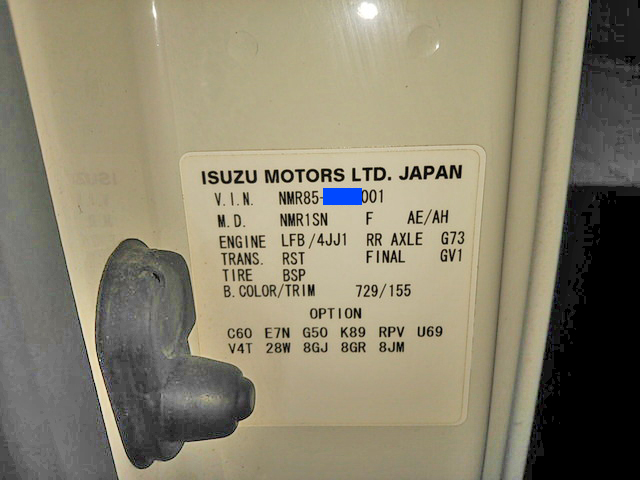 ISUZU MOTORS LTD. JAPAN
V.I.N. NMR85-001
M.D. NMR1SN F AE/AH
ENGINE LFB/4JJ1 RR AXLE G73
TRANS. RST FINAL GV1
TIRE BSP
B.COLOR/TRIM 729/155
OPTION
C60 E7N G50 K89 RPV U69
V4T 28W 8GJ 8GR 8JM